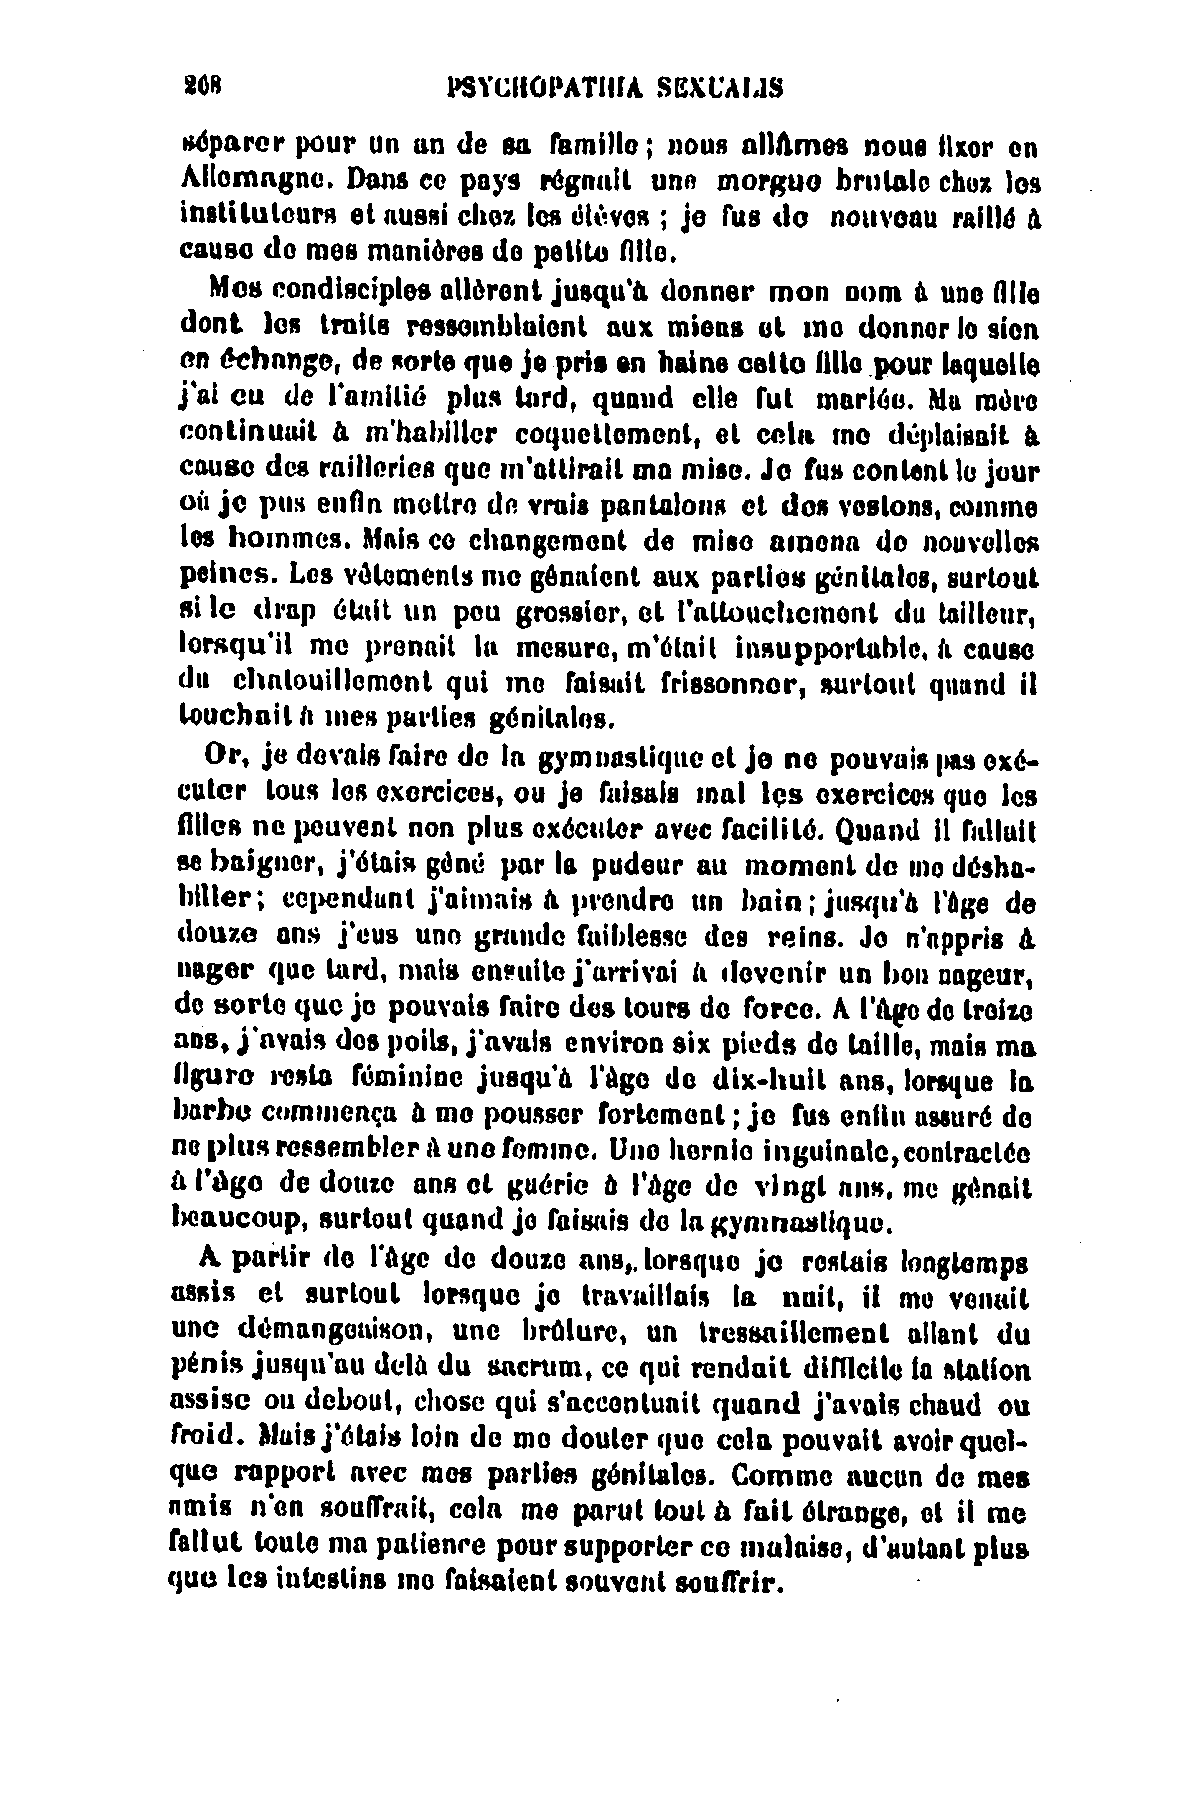 268 PSYCHOPATHIA SEXUALIS
séparer pour un an de sa famille ; nous allâmes nous fixer en
Allemagne. Dans ce pays régnait une morgue brutale chez les
instituteurs et aussi chez les élèves ; je fus de nouveau raillé à
cause de mes manières de petite fille.
Mes condisciples allèrent jusqu'à donner mon nom à une fille
dont les traits ressemblaient aux miens et me donner le sien
en échange, de sorte que je pris en haine cette fille pour laquelle
j'ai eu de l'amitié plus tard, quand elle fut mariée. Ma mère
continuait à m'habiller coquettement, et cela me déplaisait à
cause des railleries que m'attirait ma mise. Je fus content le jour
où je pus enfin mettre de vrais pantalons et des vestons, comme
les hommes. Mais ce changement de mise amena de nouvelles
peines. Les vêtements me gênaient aux parties génitales, surtout
si le drap était un peu grossier, et l'attouchement du tailleur,
lorsqu'il me prenait la mesure, m'était insupportable, à cause
du chatouillement qui me faisait frissonner, surtout quand il
touchait à mes parties génitales.
Or, je devais faire de la gymnastique et je ne pouvais pas exé-
cuter tous les exercices, ou je faisais mal les exercices que les
filles ne peuvent non plus exécuter avec facilité. Quand il fallait
se baigner, j'étais gêné par la pudeur au moment de me désha-
biller ; cependant j'aimais à prendre un bain ; jusqu'à l'âge de
douze ans j'eus une grande faiblesse des reins. Je n'appris à
nager que tard, mais ensuite j'arrivai à devenir un bon nageur,
de sorte que je pouvais faire des tours de force. A l'âge de treize
ans, j'avais des poils, j'avais environ six pieds de taille, mais ma
figure resta féminine jusqu'à l'âge de dix-huit ans, lorsque la
barbe commença à me pousser fortement ; je fus enfin assuré de
ne plus ressembler à une femme. Une hernie inguinale, contractée
à l'âge de douze ans et guérie à l'âge de vingt ans, me gênait
beaucoup, surtout quand je faisais de la gymnastique.
A partir de l'âge de douze ans, lorsque je restais longtemps
assis et surtout lorsque je travaillais la nuit, il me venait
une démangeaison, une brûlure, un tressaillement allant du
pénis jusqu'au delà du sacrum, ce qui rendait difficile la station
assise ou debout, chose qui s'accentuait quand j'avais chaud ou
froid. Mais j'étais loin de me douter que cela pouvait avoir quel-
que rapport avec mes parties génitales. Comme aucun de mes
amis n'en souffrait, cela me parut tout à fait étrange, et il me
fallut toute ma patience pour supporter ce malaise, d'autant plus
que les intestins me faisaient souvent souffrir.